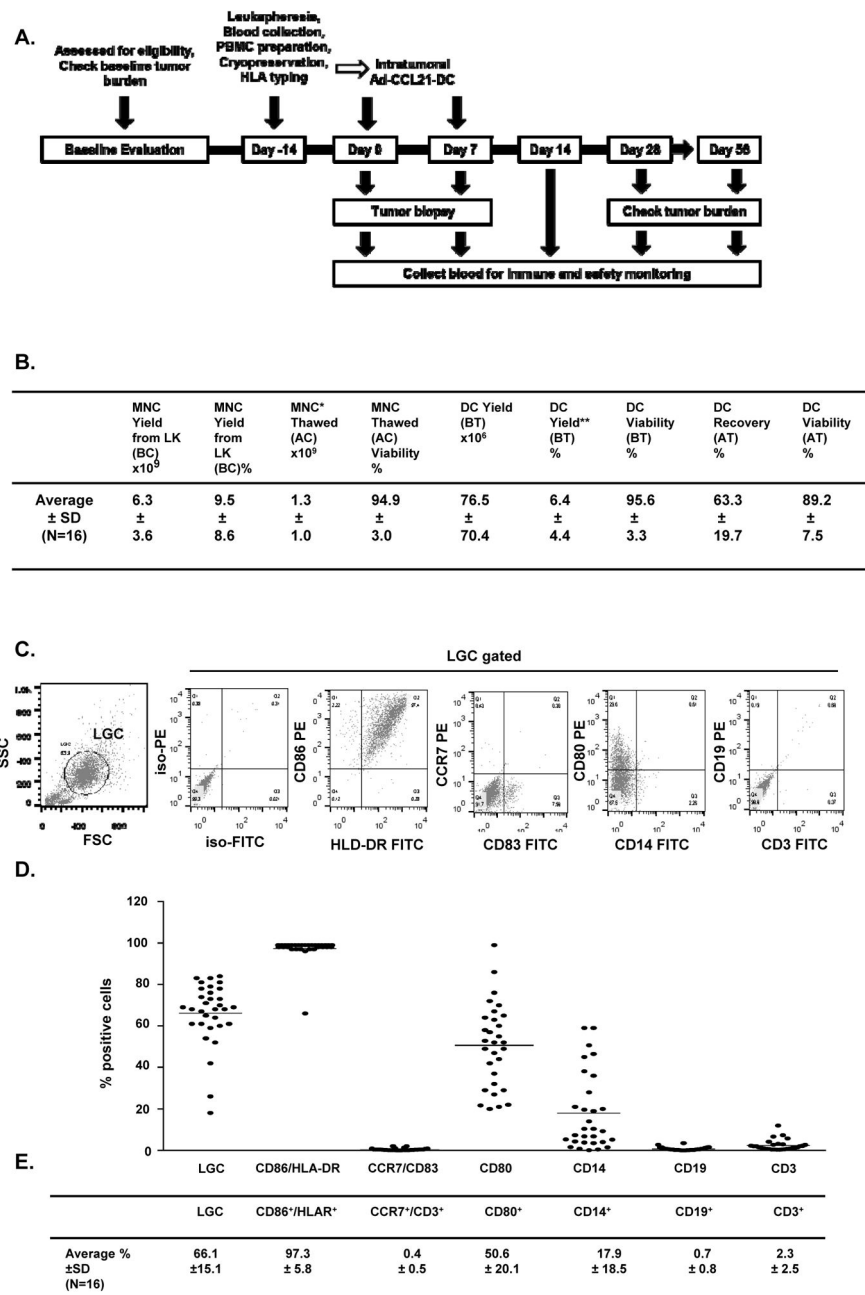 A.
Assessed for eligibility,
Check baseline tumor
burden
Leukapheresis,
Blood collection,
PBMC preparation,
Cryopreservation,
HLA typing
Intratumoral
Ad-CCL21-DC
Baseline Evaluation
Day -14
Day 0
Day 7
Day 14
Day 28
Day 56
Tumor biopsy
Check tumor burden
Collect blood for immune and safety monitoring
B.
MNC Yield from LK (BC) x10⁹
MNC Yield from LK (BC)%
MNC* Thawed (AC) x10⁹
MNC Thawed (AC) Viability %
DC Yield (BT) x10⁶
DC Yield** (BT) %
DC Viability (BT) %
DC Recovery (AT) %
DC Viability (AT) %
Average 6.3 9.5 1.3 94.9 76.5 6.4 95.6 63.3 89.2
± SD ± ± ± ± ± ± ± ± ±
(N=16) 3.6 8.6 1.0 3.0 70.4 4.4 3.3 19.7 7.5
C.
LGC gated
SSC
LGC
FSC
iso-PE
iso-FITC
CD86 PE
HLD-DR FITC
CCR7 PE
CD83 FITC
CD80 PE
CD14 FITC
CD19 PE
CD3 FITC
D.
% positive cells
100
80
60
40
20
0
LGC CD86/HLA-DR CCR7/CD83 CD80 CD14 CD19 CD3
E.
LGC CD86⁺/HLAR⁺ CCR7⁺/CD3⁺ CD80⁺ CD14⁺ CD19⁺ CD3⁺
Average % 66.1 97.3 0.4 50.6 17.9 0.7 2.3
±SD ±15.1 ± 5.8 ± 0.5 ± 20.1 ± 18.5 ± 0.8 ± 2.5
(N=16)